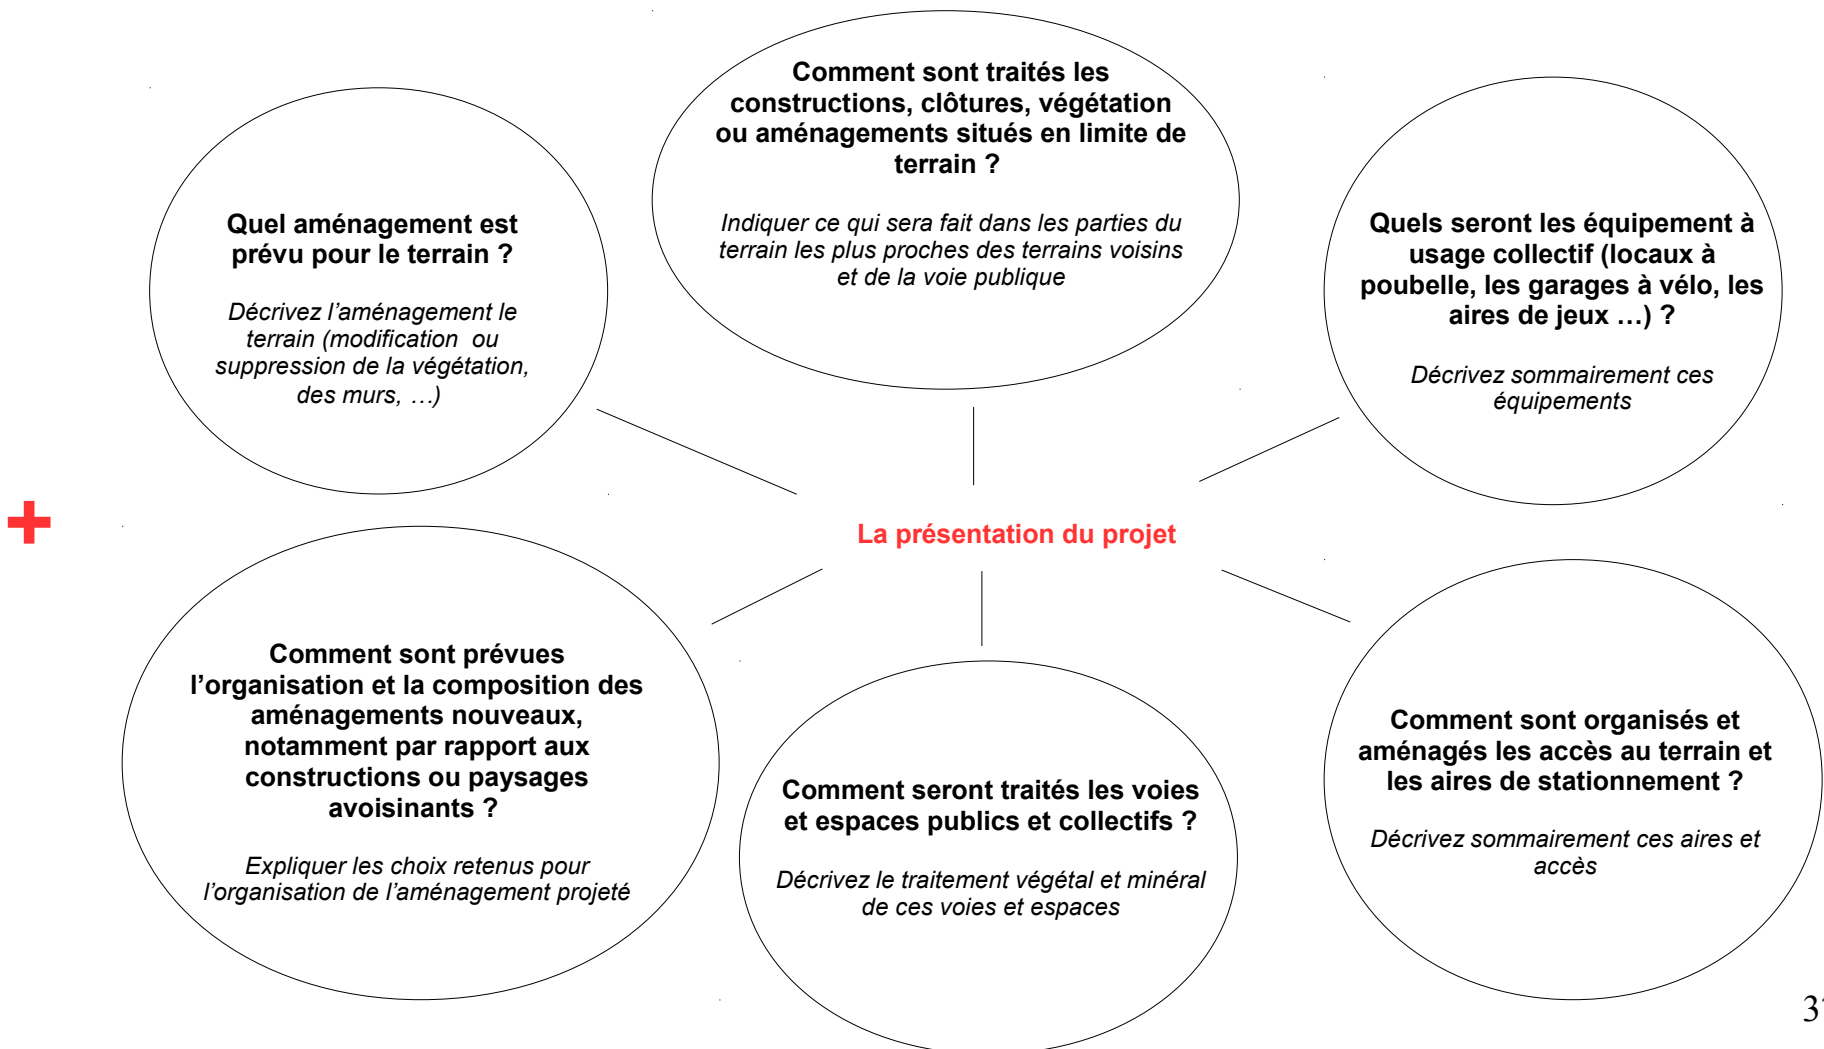 Comment sont traités les
constructions, clôtures, végétation
ou aménagements situés en limite de
terrain ?
Indiquer ce qui sera fait dans les parties du
terrain les plus proches des terrains voisins
et de la voie publique
Quel aménagement est
prévu pour le terrain ?
Décrivez l’aménagement le
terrain (modification ou
suppression de la végétation,
des murs, …)
Quels seront les équipement à
usage collectif (locaux à
poubelle, les garages à vélo, les
aires de jeux …) ?
Décrivez sommairement ces
équipements
+
La présentation du projet
Comment sont prévues
l’organisation et la composition des
aménagements nouveaux,
notamment par rapport aux
constructions ou paysages
avoisinants ?
Expliquer les choix retenus pour
l’organisation de l’aménagement projeté
Comment seront traités les voies
et espaces publics et collectifs ?
Décrivez le traitement végétal et minéral
de ces voies et espaces
Comment sont organisés et
aménagés les accès au terrain et
les aires de stationnement ?
Décrivez sommairement ces aires et
accès